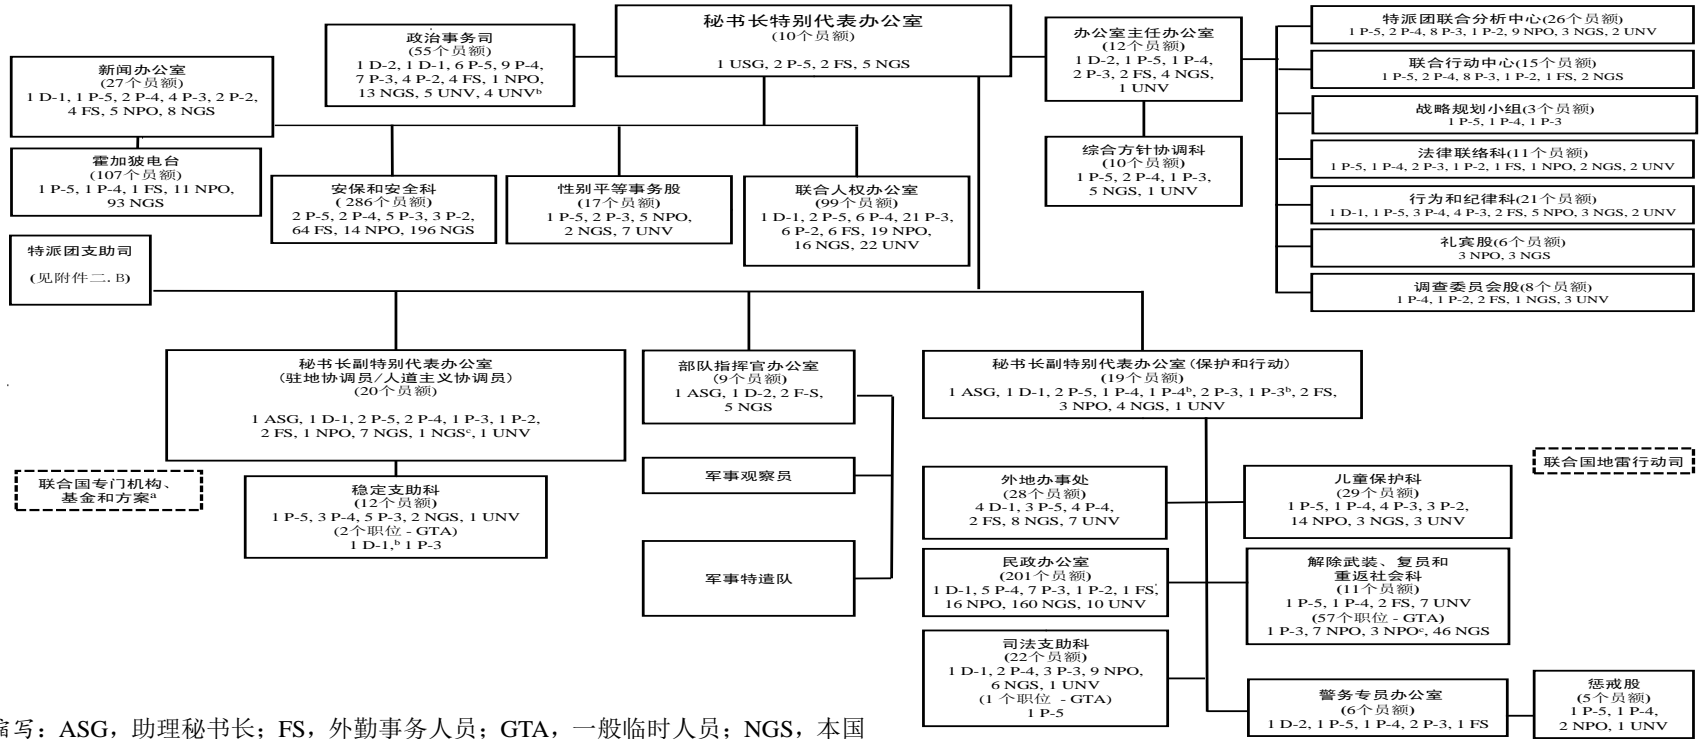 秘书长特别代表办公室
(10个员额)
1 USG, 2 P-5, 2 FS, 5 NGS
政治事务司
(55个员额)
1 D-2, 1 D-1, 6 P-5, 9 P-4,
7 P-3, 4 P-2, 4 FS, 1 NPO,
13 NGS, 5 UNV, 4 UNVᵇ
新闻办公室
(27个员额)
1 D-1, 1 P-5, 2 P-4, 4 P-3, 2 P-2,
4 FS, 5 NPO, 8 NGS
霍加狓电台
(107个员额)
1 P-5, 1 P-4, 1 FS, 11 NPO,
93 NGS
安保和安全科
( 286个员额)
2 P-5, 2 P-4, 5 P-3, 3 P-2,
64 FS, 14 NPO, 196 NGS
性别平等事务股
(17个员额)
1 P-5, 2 P-3, 5 NPO,
2 NGS, 7 UNV
联合人权办公室
(99个员额)
1 D-1, 2 P-5, 6 P-4, 21 P-3,
6 P-2, 6 FS, 19 NPO,
16 NGS, 22 UNV
办公室主任办公室
(12个员额)
1 D-2, 1 P-5, 1 P-4,
2 P-3, 2 FS, 4 NGS,
1 UNV
综合方针协调科
(10个员额)
1 P-5, 2 P-4, 1 P-3,
5 NGS, 1 UNV
特派团联合分析中心(26个员额)
1 P-5, 2 P-4, 8 P-3, 1 P-2, 9 NPO, 3 NGS, 2 UNV
联合行动中心(15个员额)
1 P-5, 2 P-4, 8 P-3, 1 P-2, 1 FS, 2 NGS
战略规划小组(3个员额)
1 P-5, 1 P-4, 1 P-3
法律联络科(11个员额)
1 P-5, 1 P-4, 2 P-3, 1 P-2, 1 FS, 1 NPO, 2 NGS, 2 UNV
行为和纪律科(21个员额)
1 D-1, 1 P-5, 3 P-4, 4 P-3, 2 FS, 5 NPO, 3 NGS, 2 UNV
礼宾股(6个员额)
3 NPO, 3 NGS
调查委员会股(8个员额)
1 P-4, 1 P-2, 2 FS, 1 NGS, 3 UNV
特派团支助司
(见附件二. B)
秘书长副特别代表办公室
(驻地协调员/人道主义协调员)
(20个员额)
1 ASG, 1 D-1, 2 P-5, 2 P-4, 1 P-3, 1 P-2,
2 FS, 1 NPO, 7 NGS, 1 NGSᶜ, 1 UNV
部队指挥官办公室
(9个员额)
1 ASG, 1 D-2, 2 F-S,
5 NGS
秘书长副特别代表办公室(保护和行动)
(19个员额)
1 ASG, 1 D-1, 2 P-5, 1 P-4, 1 P-4ᵇ, 2 P-3, 1 P-3ᵇ, 2 FS,
3 NPO, 4 NGS, 1 UNV
联合国专门机构、
基金和方案ᵃ
稳定支助科
(12个员额)
1 P-5, 3 P-4, 5 P-3, 2 NGS, 1 UNV
(2个职位 - GTA)
1 D-1,ᵇ 1 P-3
军事观察员
军事特遣队
外地办事处
(28个员额)
4 D-1, 3 P-5, 4 P-4,
2 FS, 8 NGS, 7 UNV
儿童保护科
(29个员额)
1 P-5, 1 P-4, 4 P-3, 3 P-2,
14 NPO, 3 NGS, 3 UNV
联合国地雷行动司
民政办公室
(201个员额)
1 D-1, 5 P-4, 7 P-3, 1 P-2, 1 FS,
16 NPO, 160 NGS, 10 UNV
解除武装、复员和
重返社会科
(11个员额)
1 P-5, 1 P-4, 2 FS, 7 UNV
(57个职位 - GTA)
1 P-3, 7 NPO, 3 NPOᶜ, 46 NGS
司法支助科
(22个员额)
1 D-1, 2 P-4, 3 P-3, 9 NPO,
6 NGS, 1 UNV
(1 个职位 - GTA)
1 P-5
警务专员办公室
(6个员额)
1 D-2, 1 P-5, 1 P-4, 2 P-3, 1 FS
惩戒股
(5个员额)
1 P-5, 1 P-4,
2 NPO, 1 UNV
缩写：ASG，助理秘书长；FS，外勤事务人员；GTA，一般临时人员；NGS，本国